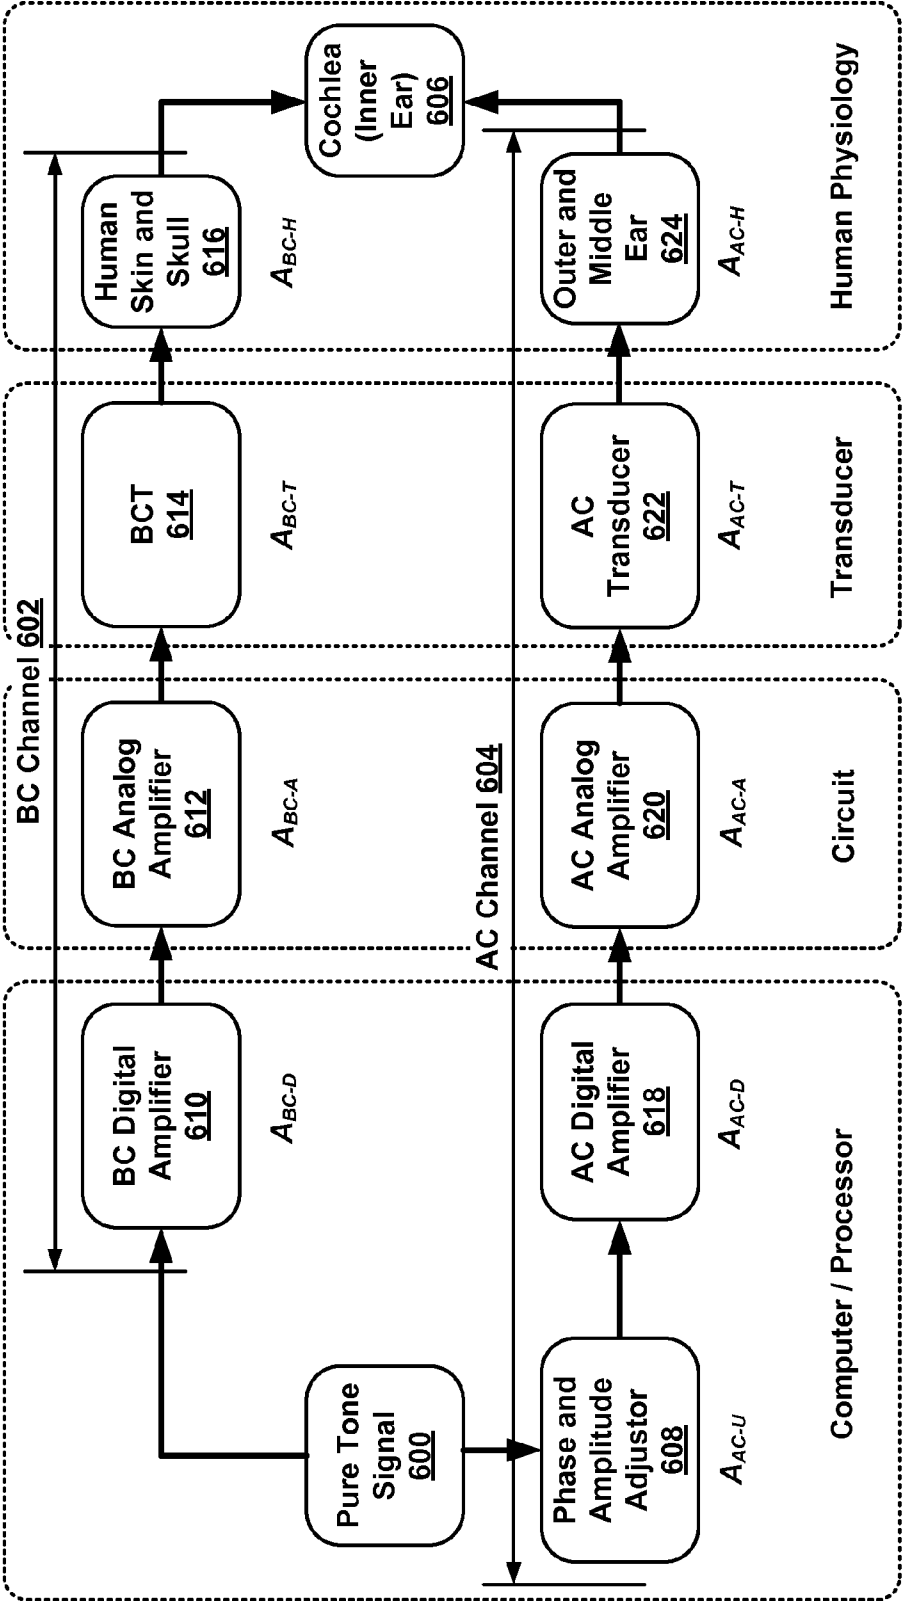 BC Channel 602
BC Digital
Amplifier
610
A_BC-D
BC Analog
Amplifier
612
A_BC-A
BCT
614
A_BC-T
Human
Skin and
Skull
616
A_BC-H
Pure Tone
Signal
600
Cochlea
(Inner
Ear)
606
AC Channel 604
Phase and
Amplitude
Adjustor
608
A_AC-U
AC Digital
Amplifier
618
A_AC-D
AC Analog
Amplifier
620
A_AC-A
AC
Transducer
622
A_AC-T
Outer and
Middle
Ear
624
A_AC-H
Computer / Processor
Circuit
Transducer
Human Physiology